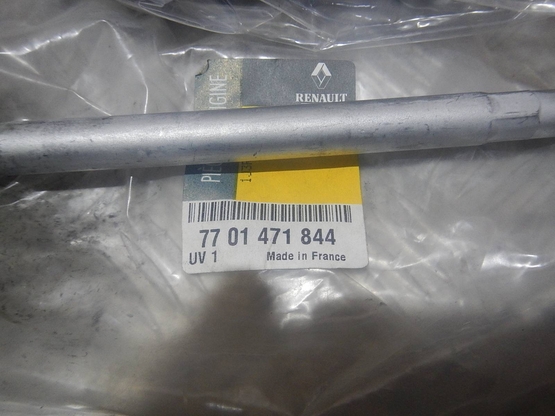 RENAULT
77 01 471 844
UV 1 Made in France